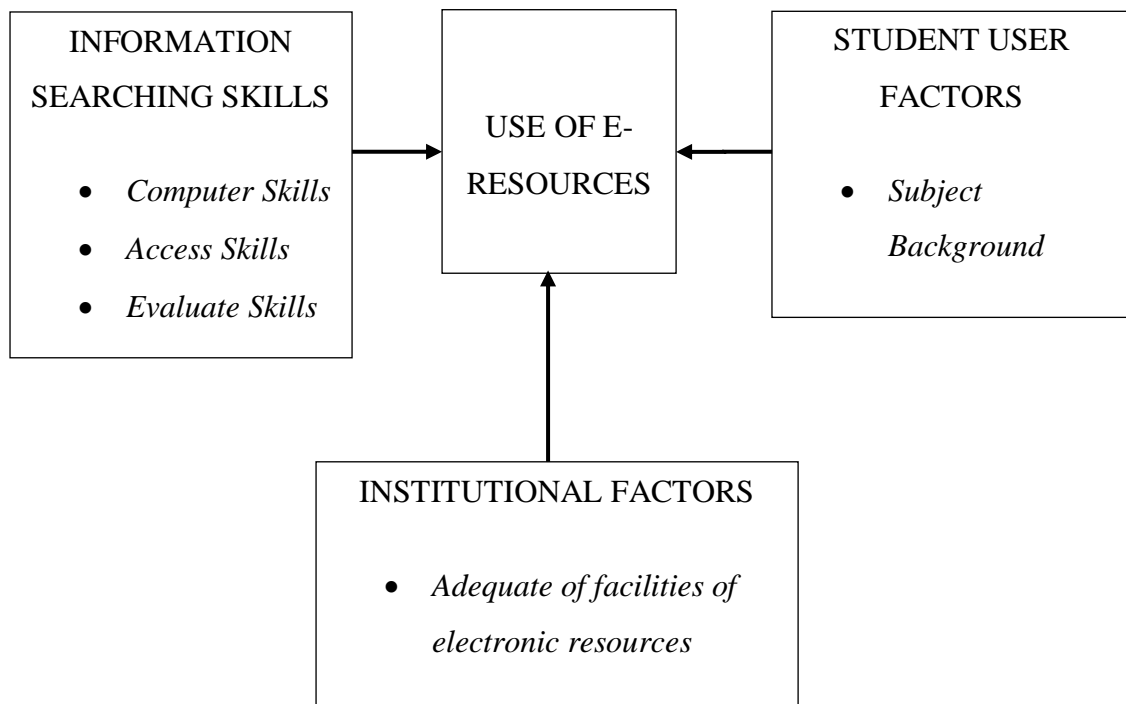 INFORMATION
SEARCHING SKILLS
• Computer Skills
• Access Skills
• Evaluate Skills
USE OF E-
RESOURCES
STUDENT USER
FACTORS
• Subject
Background
INSTITUTIONAL FACTORS
• Adequate of facilities of
electronic resources